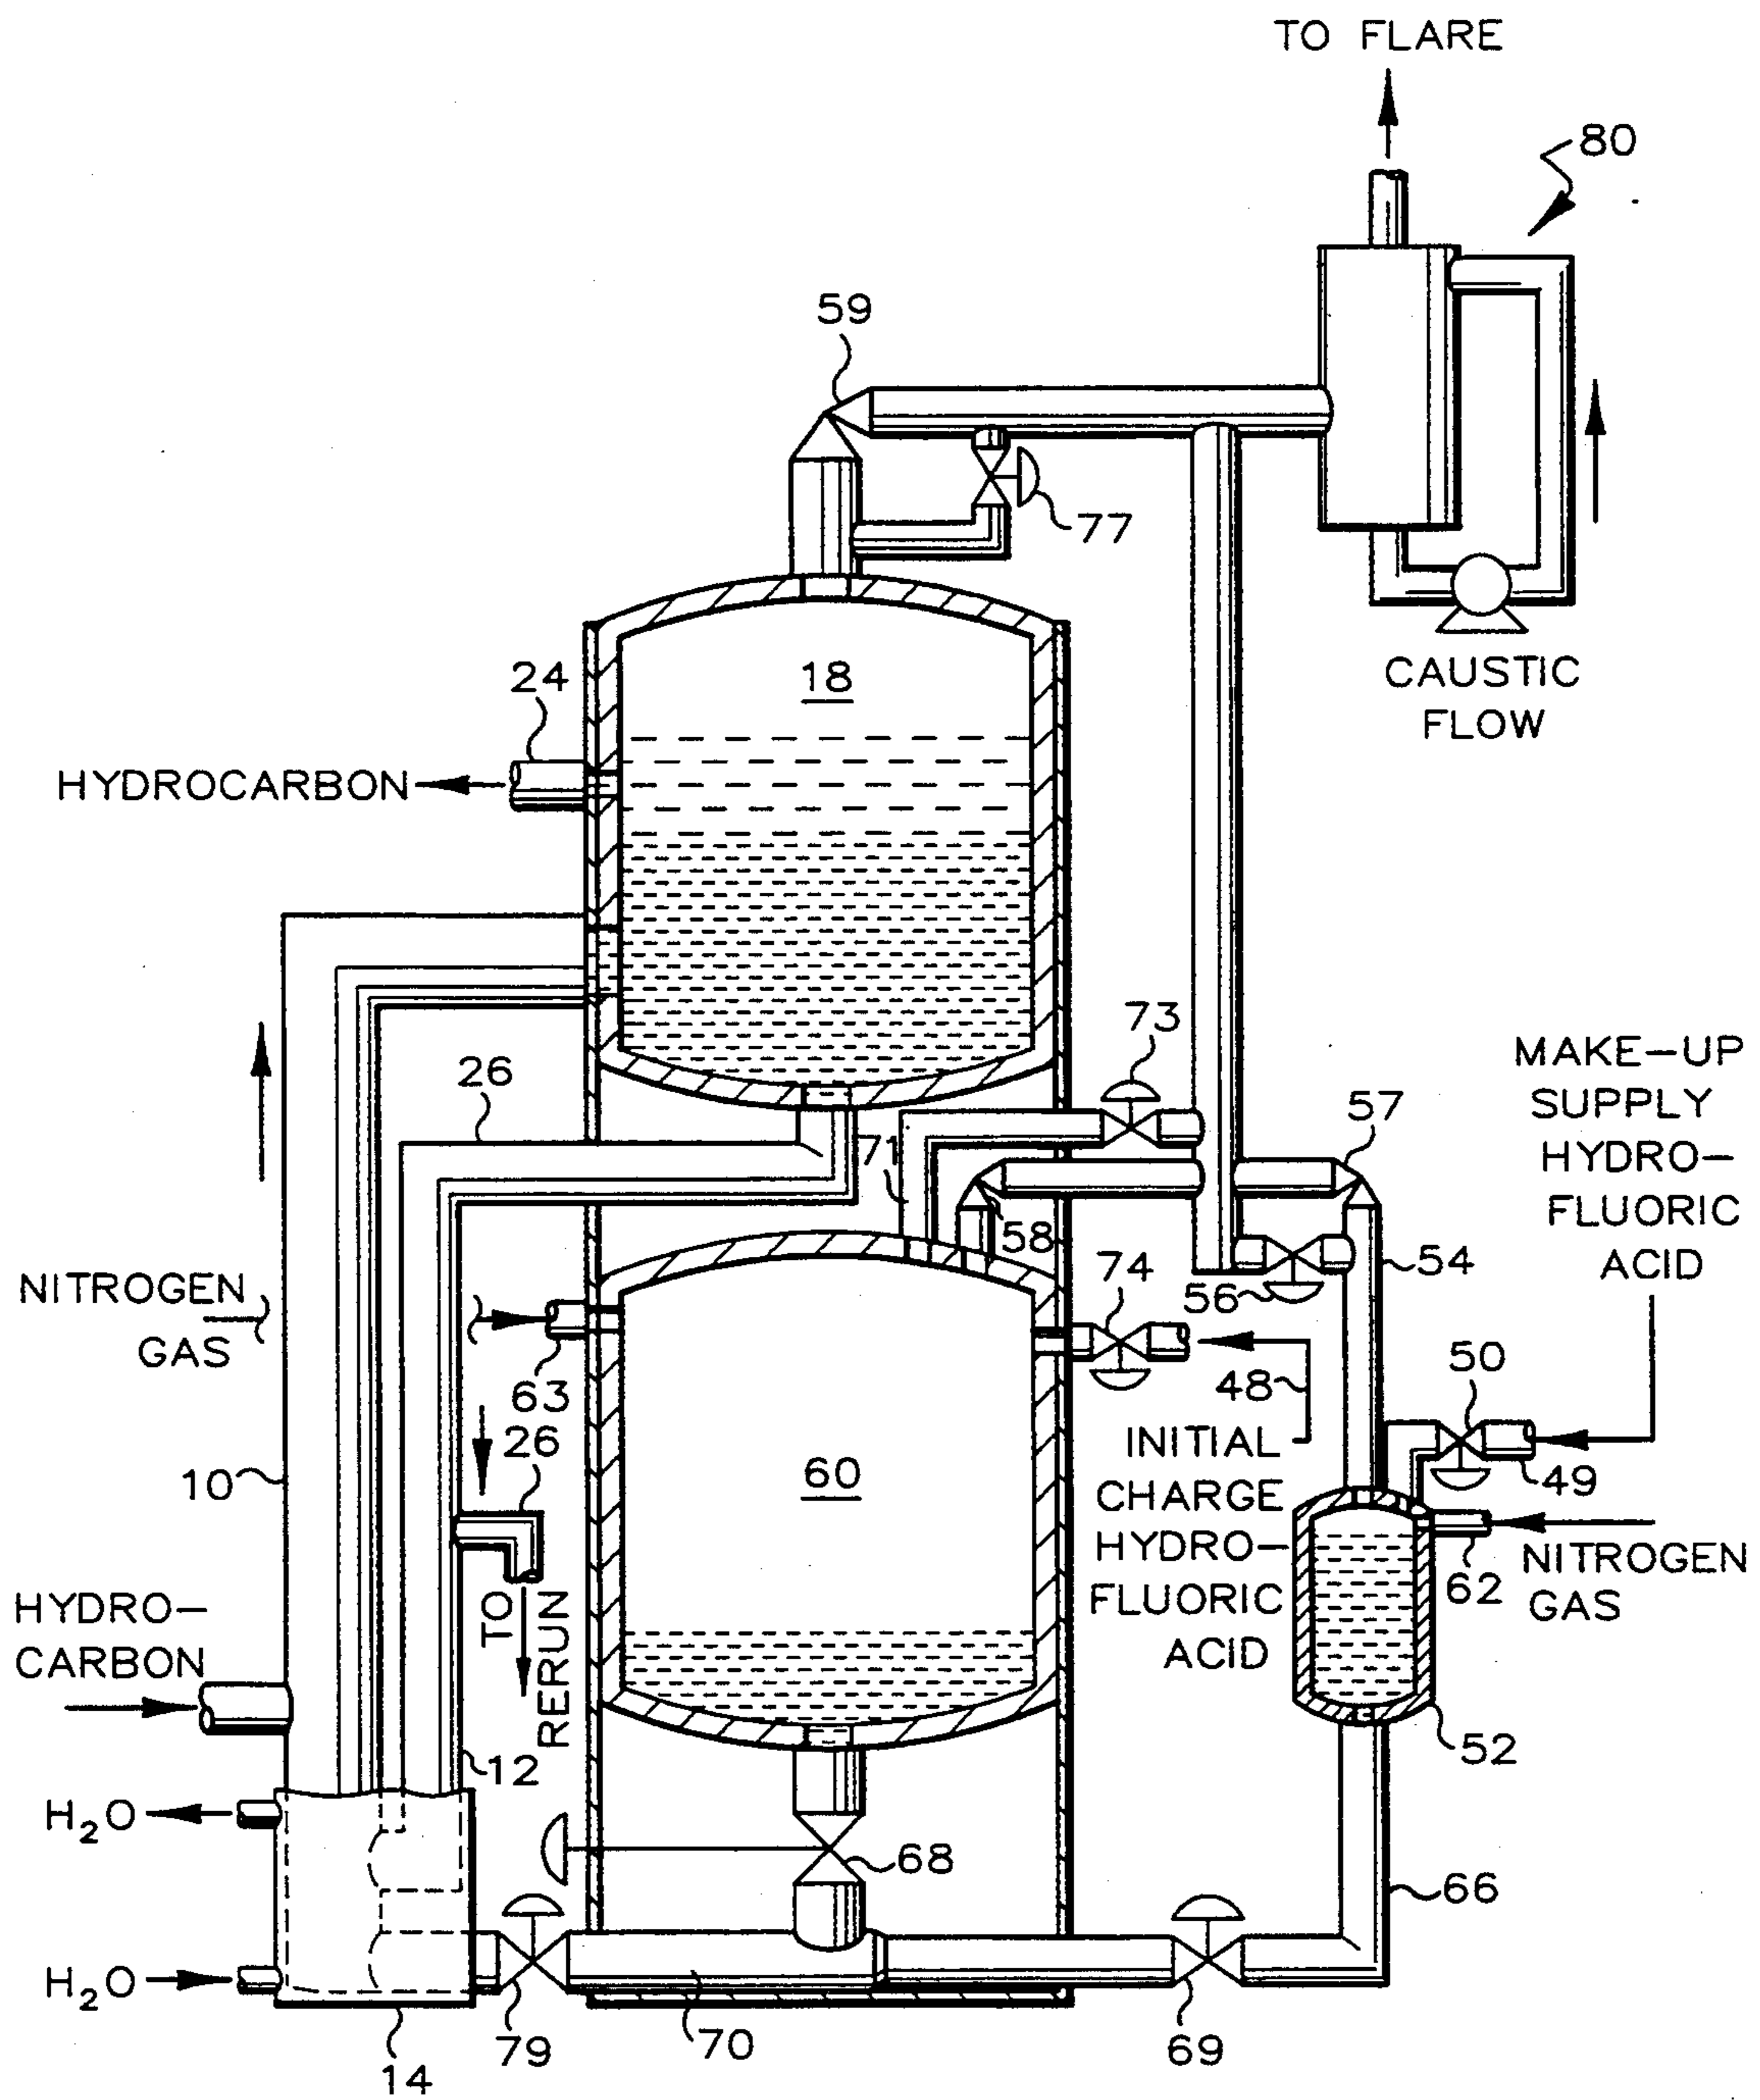 TO FLARE
80
59
77
CAUSTIC
FLOW
24
18
HYDROCARBON
73
MAKE-UP
SUPPLY
HYDRO-
FLUORIC
ACID
26
71
57
58
54
NITROGEN
GAS
63
74
56
48
50
26
10
60
INITIAL
CHARGE
HYDRO-
FLUORIC
ACID
49
62
NITROGEN
GAS
HYDRO-
CARBON
TO
RERUN
12
52
H2O
68
66
H2O
14
79
70
69